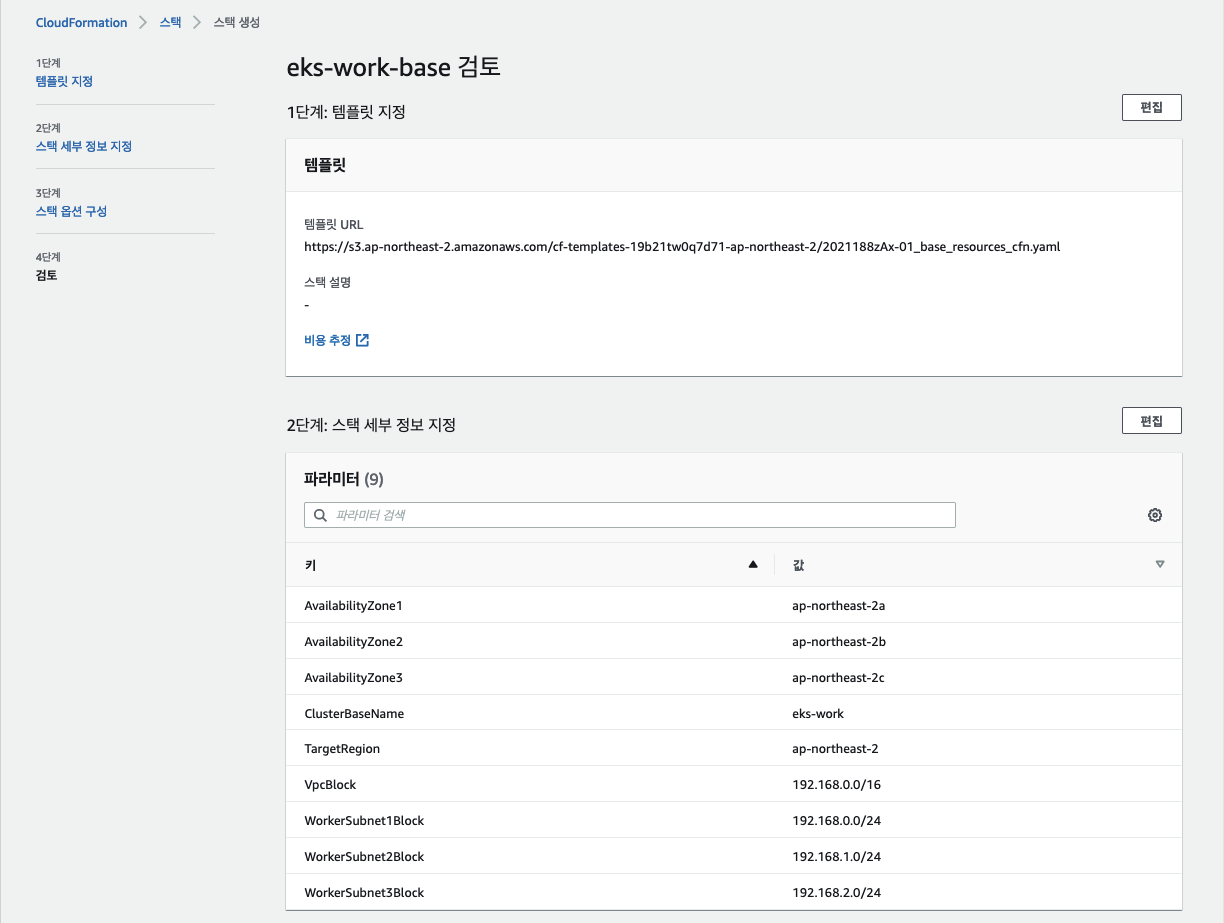 CloudFormation > 스택 > 스택 생성
1단계
템플릿 지정
2단계
스택 세부 정보 지정
3단계
스택 옵션 구성
4단계
검토
eks-work-base 검토
1단계: 템플릿 지정
편집
템플릿
템플릿 URL
https://s3.ap-northeast-2.amazonaws.com/cf-templates-19b21tw0q7d71-ap-northeast-2/2021188zAx-01_base_resources_cfn.yaml
스택 설명
-
비용 추정
2단계: 스택 세부 정보 지정
편집
파라미터 (9)
파라미터 검색
키 값
AvailabilityZone1 ap-northeast-2a
AvailabilityZone2 ap-northeast-2b
AvailabilityZone3 ap-northeast-2c
ClusterBaseName eks-work
TargetRegion ap-northeast-2
VpcBlock 192.168.0.0/16
WorkerSubnet1Block 192.168.0.0/24
WorkerSubnet2Block 192.168.1.0/24
WorkerSubnet3Block 192.168.2.0/24